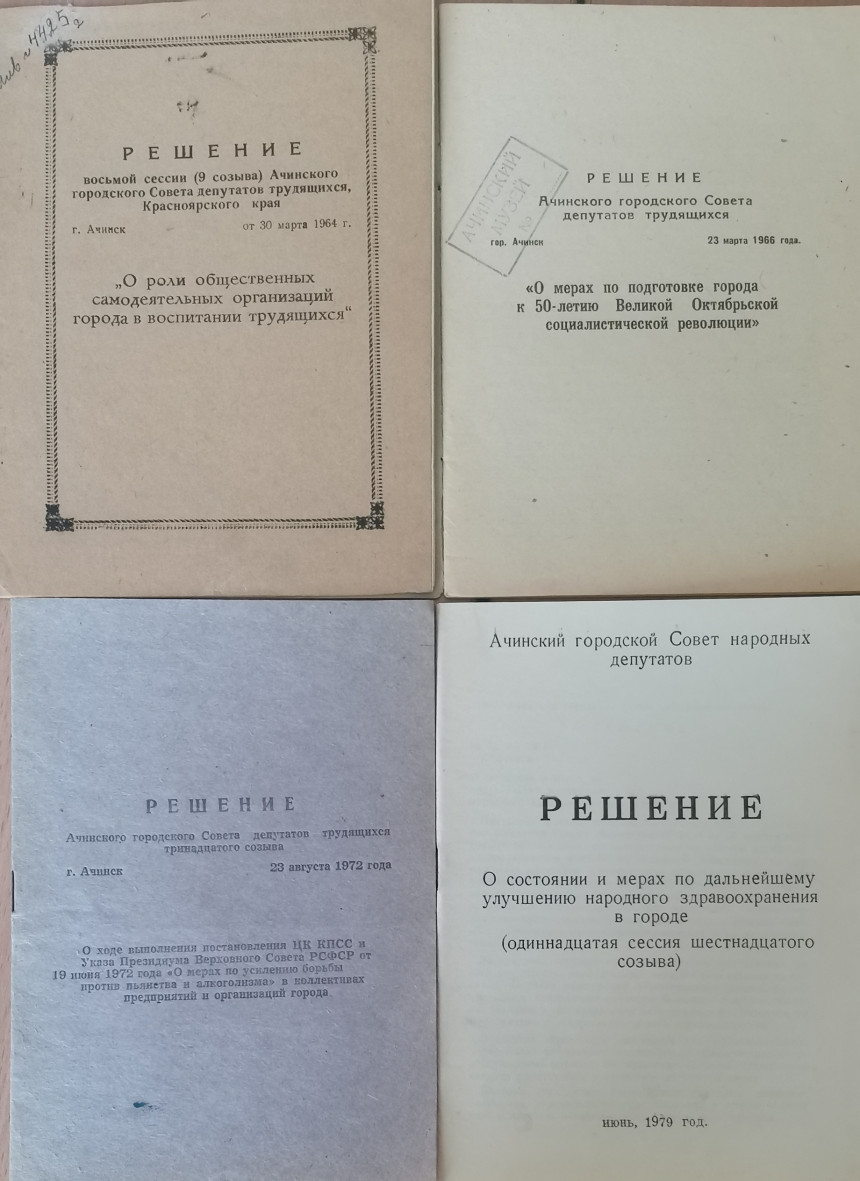 4425
2
РЕШЕНИЕ
восьмой сессии (9 созыва) Ачинского
городского Совета депутатов трудящихся,
Красноярского края
г. Ачинск от 30 марта 1964 г.
„О роли общественных
самодеятельных организаций
города в воспитании трудящихся“
АЧИНСКИЙ
МУЗЕЙ
№
РЕШЕНИЕ
Ачинского городского Совета
депутатов трудящихся
гор. Ачинск 23 марта 1966 года.
«О мерах по подготовке города
к 50-летию Великой Октябрьской
социалистической революции»
РЕШЕНИЕ
Ачинского городского Совета депутатов трудящихся
тринадцатого созыва
г. Ачинск 23 августа 1972 года
О ходе выполнения постановления ЦК КПСС и
Указа Президиума Верховного Совета РСФСР от
19 июня 1972 года «О мерах по усилению борьбы
против пьянства и алкоголизма» в коллективах
предприятий и организаций города
Ачинский городской Совет народных
депутатов
РЕШЕНИЕ
О состоянии и мерах по дальнейшему
улучшению народного здравоохранения
в городе
(одиннадцатая сессия шестнадцатого
созыва)
июнь, 1979 год.